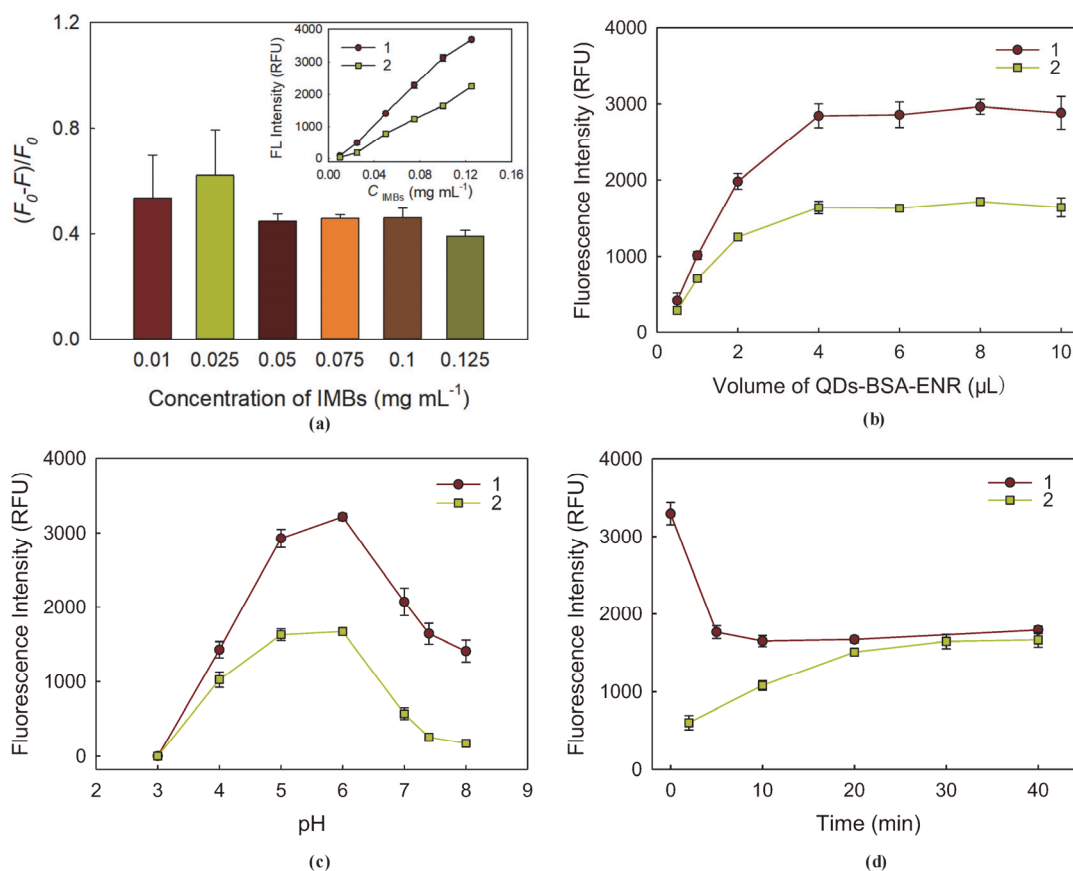 1.2
0.8
0.4
0.0
(F₀-F)/F₀
0.01 0.025 0.05 0.075 0.1 0.125
Concentration of IMBs (mg mL⁻¹)
4000
3000
2000
1000
0
FL Intensity (RFU)
1
2
0.00 0.04 0.08 0.12 0.16
C IMBs (mg mL⁻¹)
(a)
4000
3000
2000
1000
0
Fluorescence Intensity (RFU)
1
2
0 2 4 6 8 10
Volume of QDs-BSA-ENR (µL)
(b)
4000
3000
2000
1000
0
Fluorescence Intensity (RFU)
1
2
2 3 4 5 6 7 8 9
pH
(c)
4000
3000
2000
1000
0
Fluorescence Intensity (RFU)
1
2
0 10 20 30 40
Time (min)
(d)